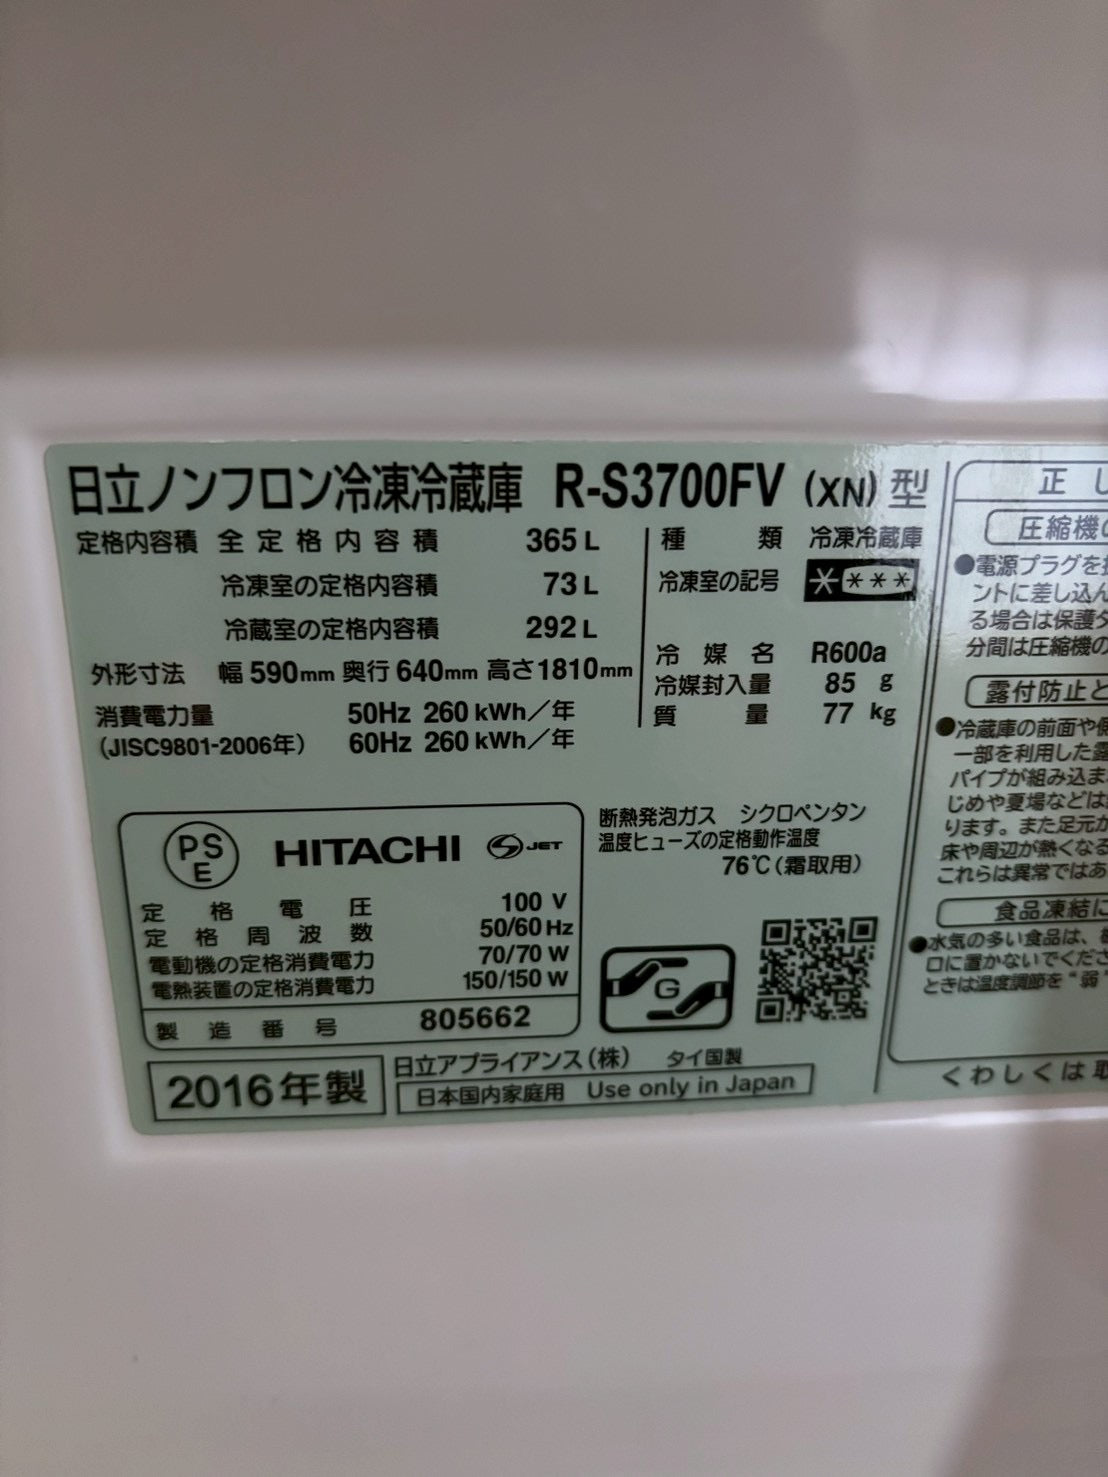 日立ノンフロン冷凍冷蔵庫 R-S3700FV (XN) 型
定格内容積 全定格内容積 365 L
冷凍室の定格内容積 73 L
冷蔵室の定格内容積 292 L
外形寸法 幅 590mm 奥行 640mm 高さ 1810mm
消費電力量 50Hz 260 kWh/年
(JISC9801-2006年) 60Hz 260 kWh/年
種類 冷凍冷蔵庫
冷凍室の記号 ＊＊＊＊
冷媒名 R600a
冷媒封入量 85 g
質量 77 kg
断熱発泡ガス シクロペンタン
温度ヒューズの定格動作温度
76℃(霜取用)
PS
E
HITACHI S JET
定格電圧 100 V
定格周波数 50/60 Hz
電動機の定格消費電力 70/70 W
電熱装置の定格消費電力 150/150 W
製造番号 805662
G
2016年製
日立アプライアンス(株) タイ国製
日本国内家庭用 Use only in Japan
正し
圧縮機の
●電源プラグを
ントに差し込ん
る場合は保護
分間は圧縮機の
露付防止と
●冷蔵庫の前面や
一部を利用した
パイプが組み込ま
じめや夏場などは
ります。また足元が
床や周辺が熱くなる
これらは異常ではあ
食品凍結に
●水気の多い食品は、
口に置かないでくださ
ときは温度調節を"弱"
くわしくは取